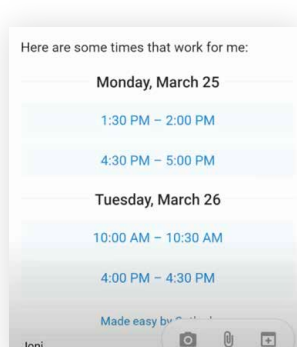 Here are some times that work for me:
Monday, March 25
1:30 PM – 2:00 PM
4:30 PM – 5:00 PM
Tuesday, March 26
10:00 AM – 10:30 AM
4:00 PM – 4:30 PM
Made easy by
Joni